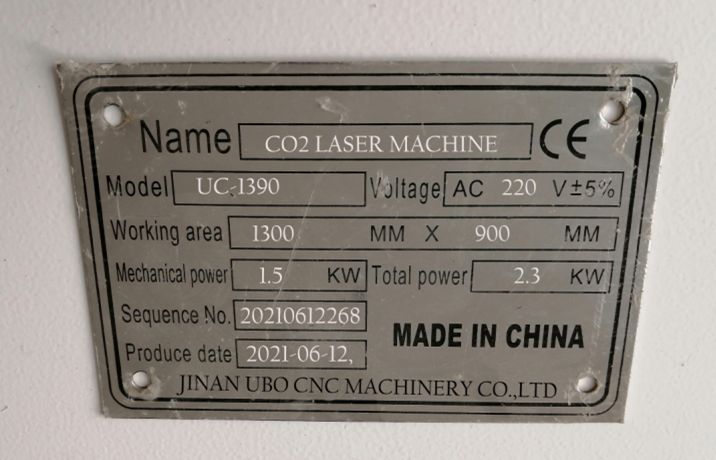 Name CO2 LASER MACHINE CE
Model UC-1390 Voltage AC 220 V±5%
Working area 1300 MM X 900 MM
Mechanical power 1.5 KW Total power 2.3 KW
Sequence No. 20210612268
MADE IN CHINA
Produce date 2021-06-12,
JINAN UBO CNC MACHINERY CO.,LTD